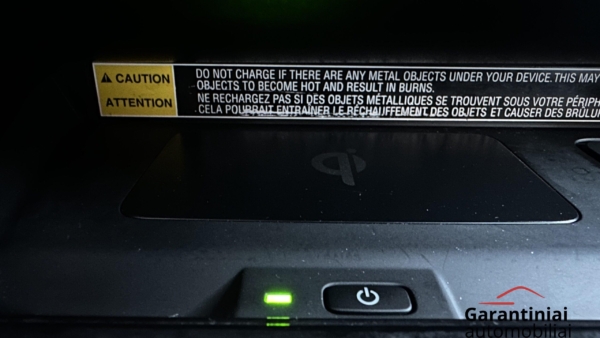 ⚠ CAUTION
ATTENTION
DO NOT CHARGE IF THERE ARE ANY METAL OBJECTS UNDER YOUR DEVICE. THIS MAY
OBJECTS TO BECOME HOT AND RESULT IN BURNS.
NE RECHARGEZ PAS SI DES OBJETS MÉTALLIQUES SE TROUVENT SOUS VOTRE PÉRIPH
CELA POURRAIT ENTRAÎNER LE RÉCHAUFFEMENT DES OBJETS ET CAUSER DES BRÛLU
Garantiniai
automobiliai